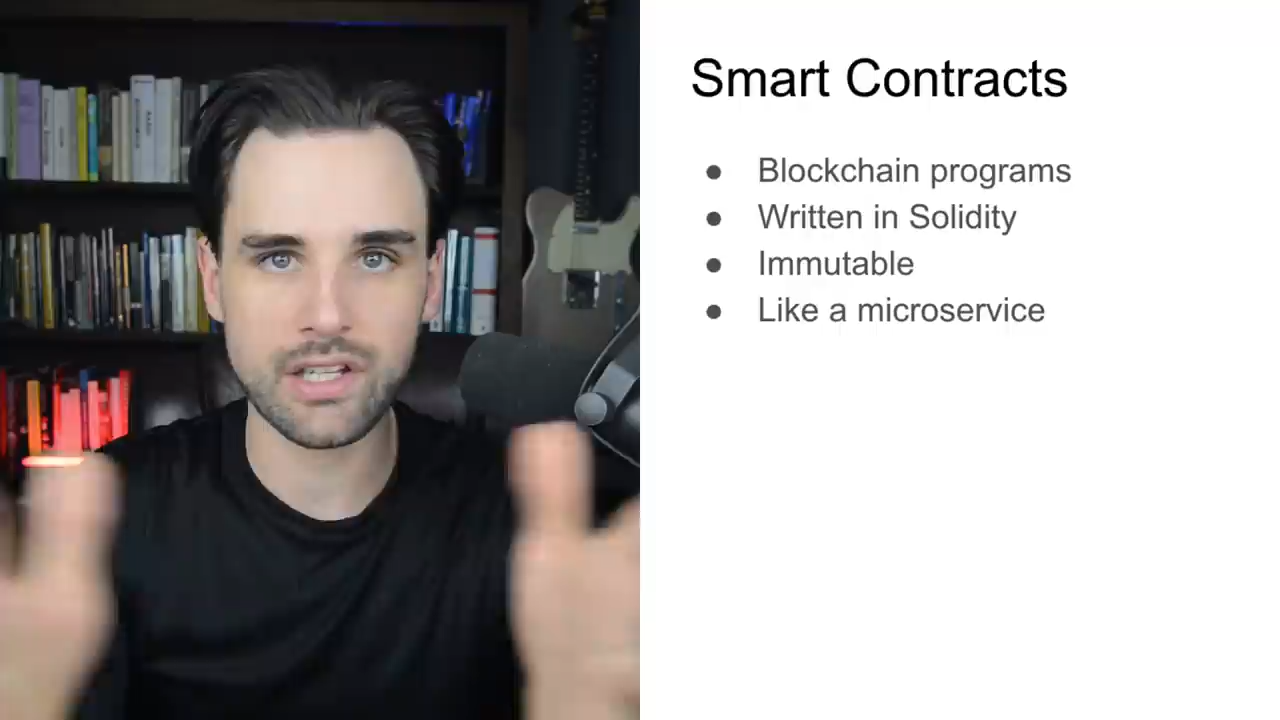 Smart Contracts
● Blockchain programs
● Written in Solidity
● Immutable
● Like a microservice